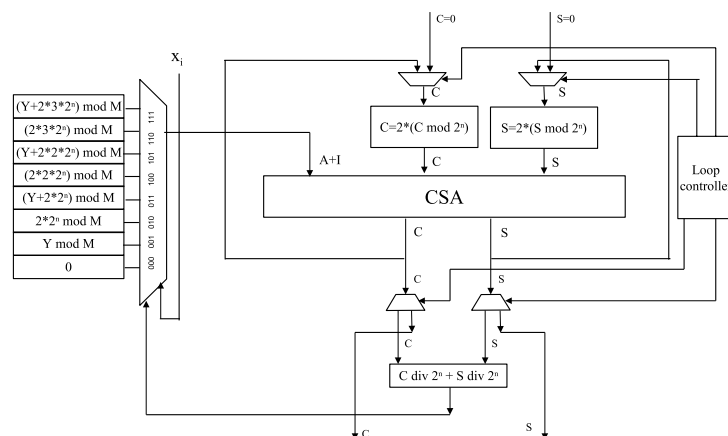 C=0
S=0
xᵢ
C
S
(Y+2*3*2ⁿ) mod M
(2*3*2ⁿ) mod M
(Y+2*2*2ⁿ) mod M
(2*2*2ⁿ) mod M
(Y+2*2ⁿ) mod M
2*2ⁿ mod M
Y mod M
0
111
110
101
100
011
010
001
000
C=2*(C mod 2ⁿ)
S=2*(S mod 2ⁿ)
A+I
C
S
Loop
controller
CSA
C
S
C
S
C
S
C div 2ⁿ + S div 2ⁿ
C
S